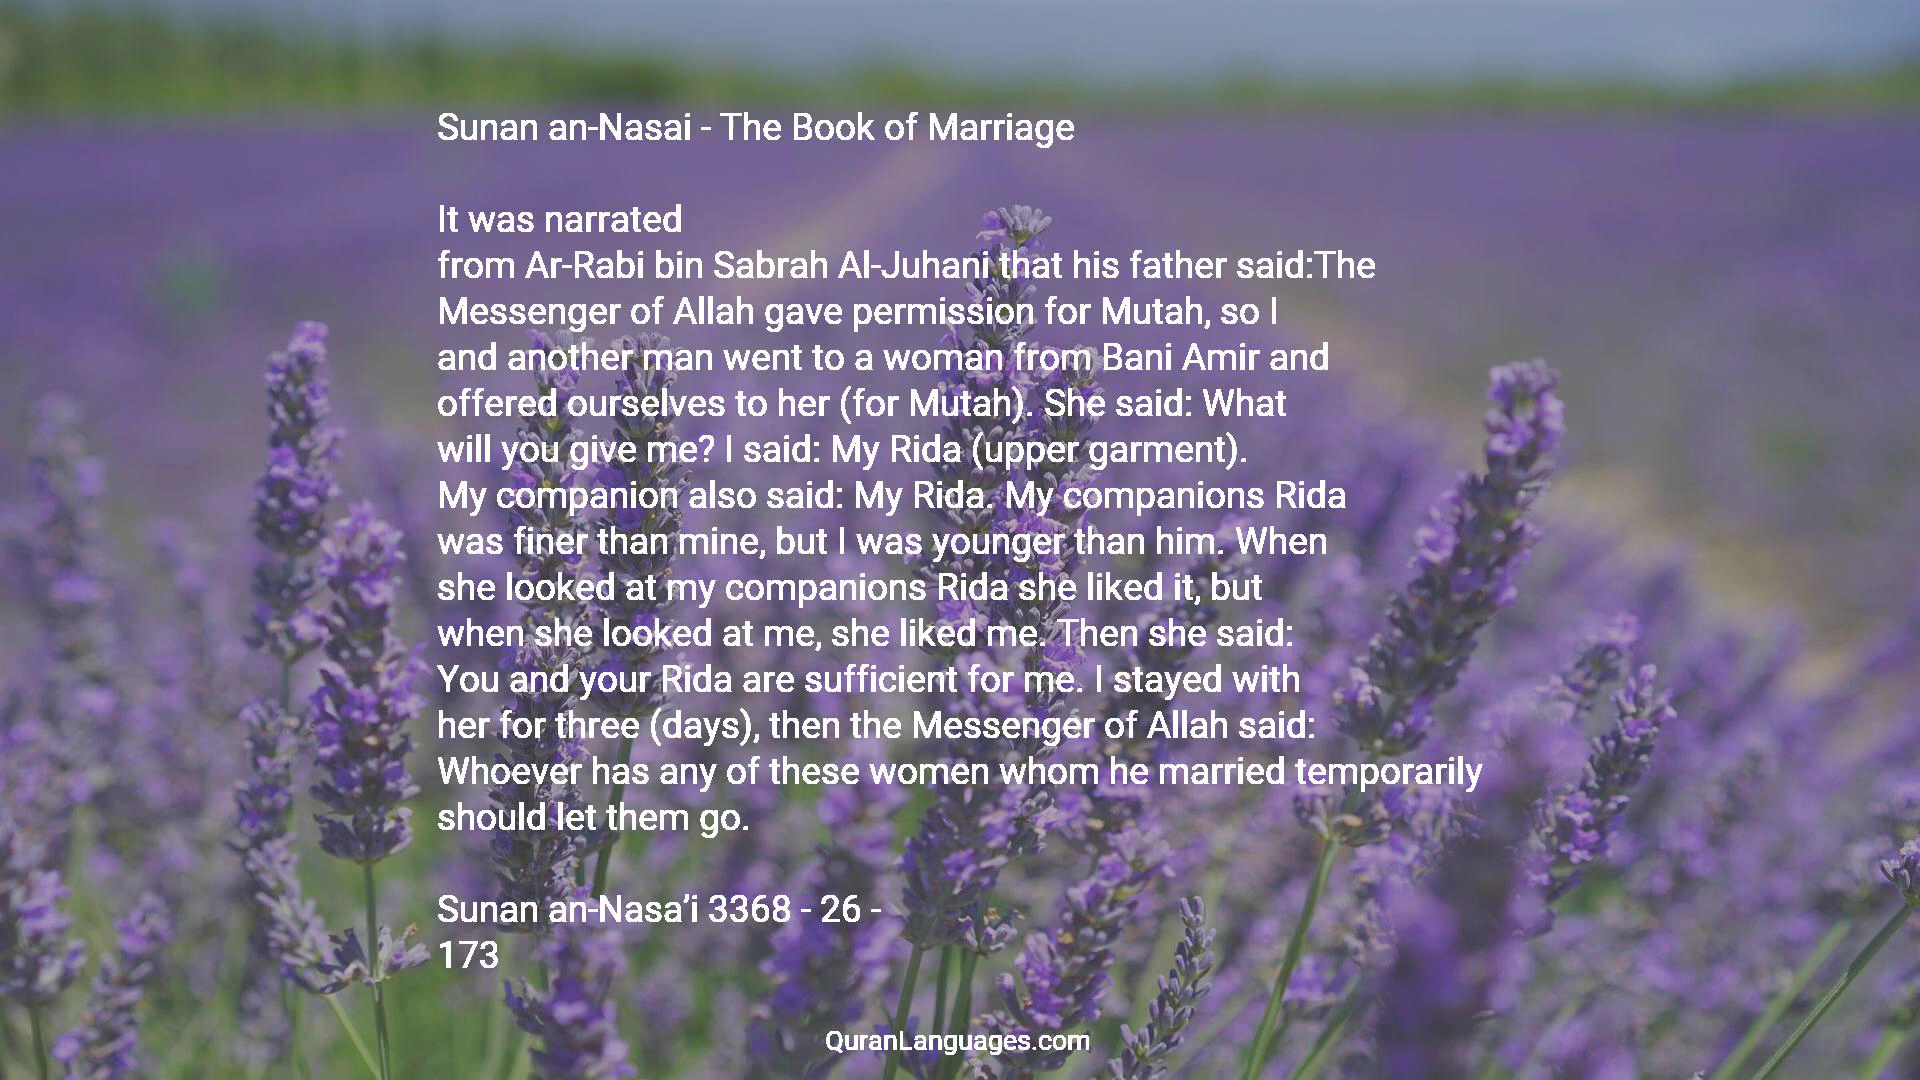 Sunan an-Nasai - The Book of Marriage
It was narrated
from Ar-Rabi bin Sabrah Al-Juhani that his father said:The
Messenger of Allah gave permission for Mutah, so I
and another man went to a woman from Bani Amir and
offered ourselves to her (for Mutah). She said: What
will you give me? I said: My Rida (upper garment).
My companion also said: My Rida. My companions Rida
was finer than mine, but I was younger than him. When
she looked at my companions Rida she liked it, but
when she looked at me, she liked me. Then she said:
You and your Rida are sufficient for me. I stayed with
her for three (days), then the Messenger of Allah said:
Whoever has any of these women whom he married temporarily
should let them go.
Sunan an-Nasa’i 3368 - 26 -
173
QuranLanguages.com